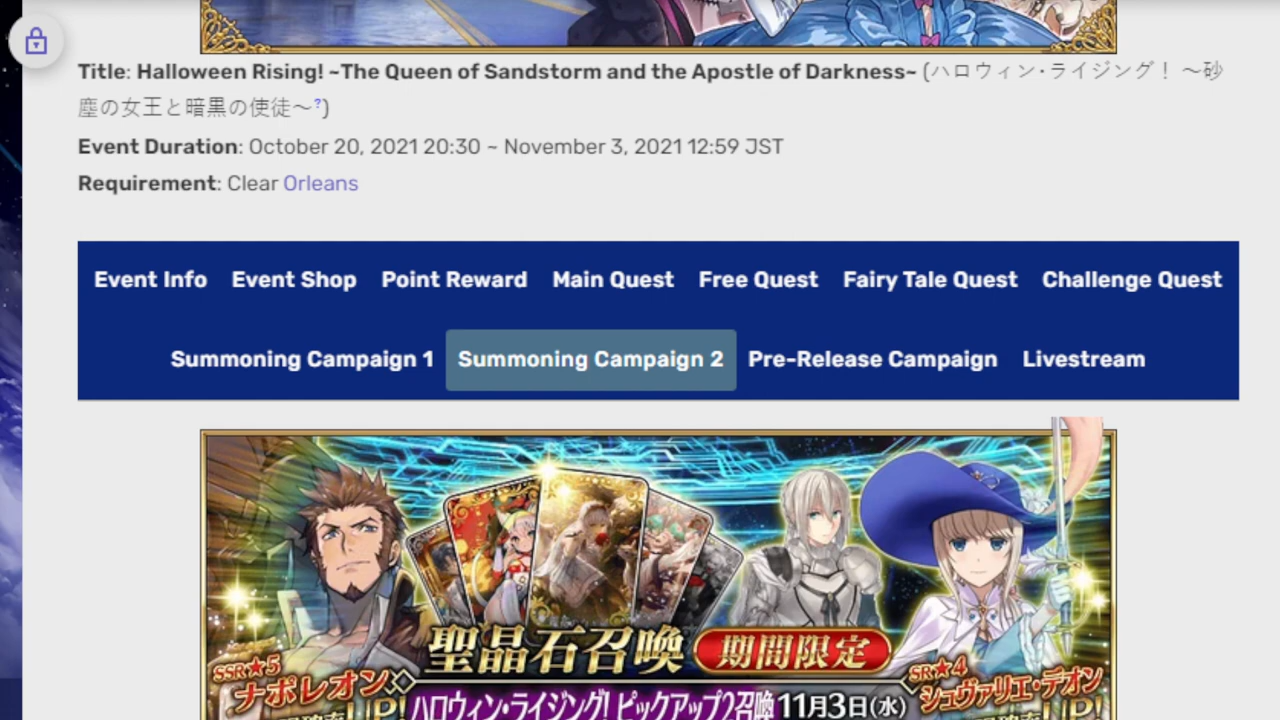 Title: Halloween Rising! ~The Queen of Sandstorm and the Apostle of Darkness~ (ハロウィン・ライジング！ ～砂
塵の女王と暗黒の使徒～?)
Event Duration: October 20, 2021 20:30 ~ November 3, 2021 12:59 JST
Requirement: Clear Orleans
Event Info Event Shop Point Reward Main Quest Free Quest Fairy Tale Quest Challenge Quest
Summoning Campaign 1 Summoning Campaign 2 Pre-Release Campaign Livestream
聖晶石召喚 期間限定
SSR★5
ナポレオン
SR★4
シュヴァリエ・デオン
UP!
ハロウィン・ライジング! ピックアップ2召喚 11月3日(水)
UP!